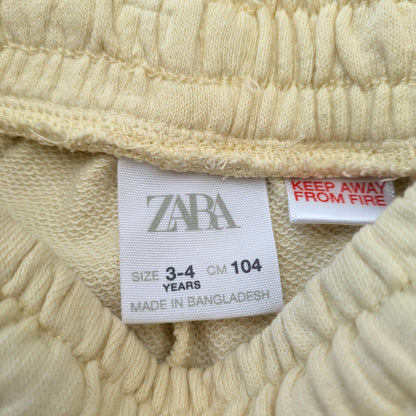 ZARA
SIZE 3-4 CM 104
YEARS
MADE IN BANGLADESH
KEEP AWAY
FROM FIRE